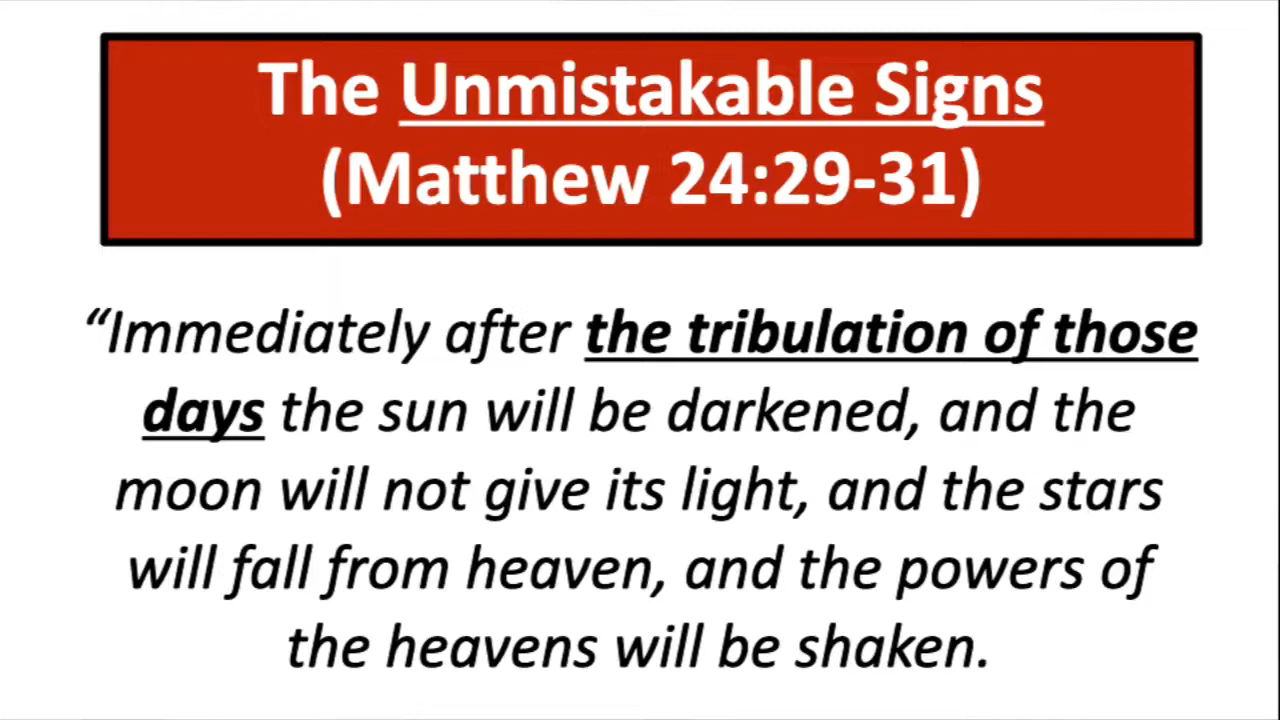 The Unmistakable Signs
(Matthew 24:29-31)
“Immediately after the tribulation of those
days the sun will be darkened, and the
moon will not give its light, and the stars
will fall from heaven, and the powers of
the heavens will be shaken.